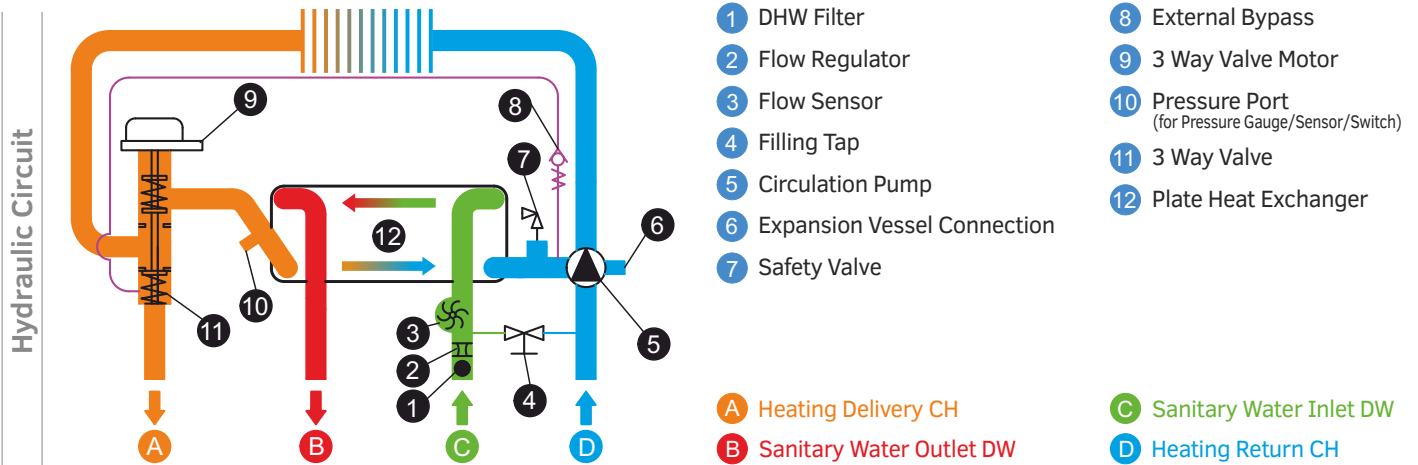 Hydraulic Circuit
9
8
7
12
6
10
11
3
5
2
1
4
A
B
C
D
1 DHW Filter
2 Flow Regulator
3 Flow Sensor
4 Filling Tap
5 Circulation Pump
6 Expansion Vessel Connection
7 Safety Valve
8 External Bypass
9 3 Way Valve Motor
10 Pressure Port
(for Pressure Gauge/Sensor/Switch)
11 3 Way Valve
12 Plate Heat Exchanger
A Heating Delivery CH
B Sanitary Water Outlet DW
C Sanitary Water Inlet DW
D Heating Return CH